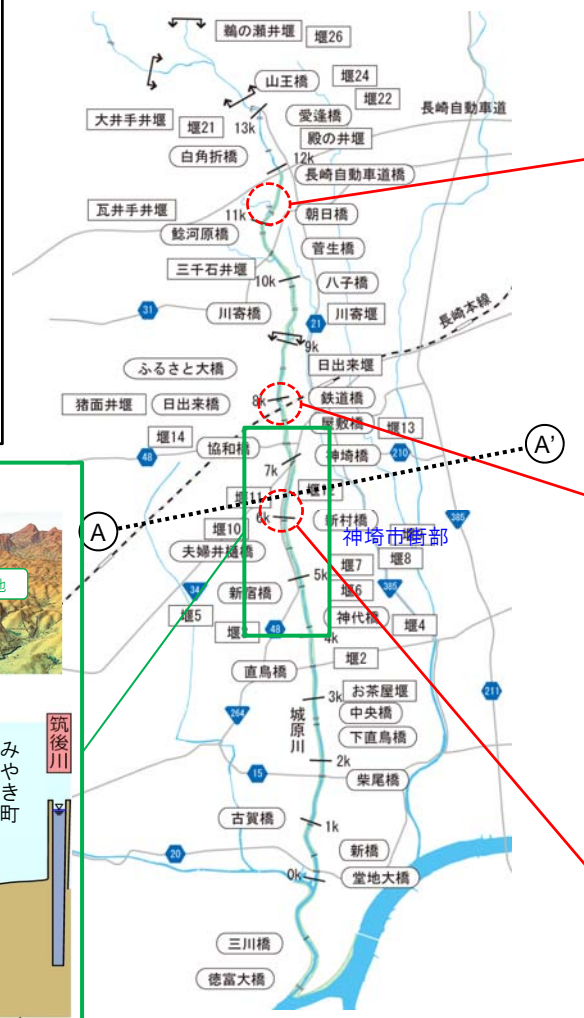 鵜の瀬井堰
堰26
山王橋
堰24
堰22
長崎自動車道
大井手井堰
堰21
13k
愛逢橋
殿の井堰
白角折橋
12k
長崎自動車道橋
瓦井手井堰
11k
朝日橋
鯰河原橋
菅生橋
三千石井堰
10k
八子橋
31
川寄橋
21
川寄堰
長崎本線
9k
日出来堰
ふるさと大橋
8k
鉄道橋
猪面井堰
日出来橋
屋敷橋
堰13
堰14
48
協和橋
7k
神埼橋
210
A'
堰11
6k
新村橋
385
A
堰10
神埼市街部
夫婦井樋橋
堰7
堰8
5k
34
新宿橋
堰6
385
堰5
神代橋
堰4
48
4k
堰2
直鳥橋
3k
お茶屋堰
211
264
城原川
中央橋
下直鳥橋
2k
15
柴尾橋
古賀橋
1k
20
新橋
0k
堂地大橋
三川橋
徳富大橋
地
筑後川
みやき町